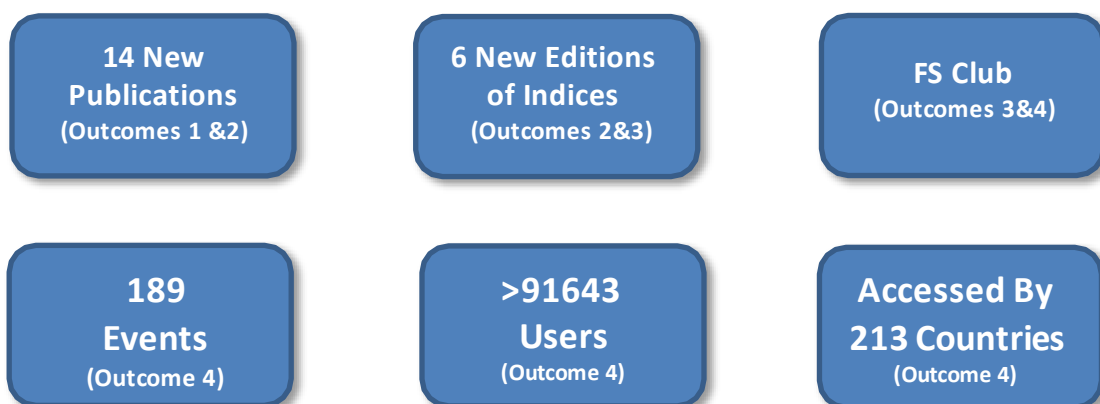 14 New
Publications
(Outcomes 1 &2)
6 New Editions
of Indices
(Outcomes 2&3)
FS Club
(Outcomes 3&4)
189
Events
(Outcome 4)
>91643
Users
(Outcome 4)
Accessed By
213 Countries
(Outcome 4)